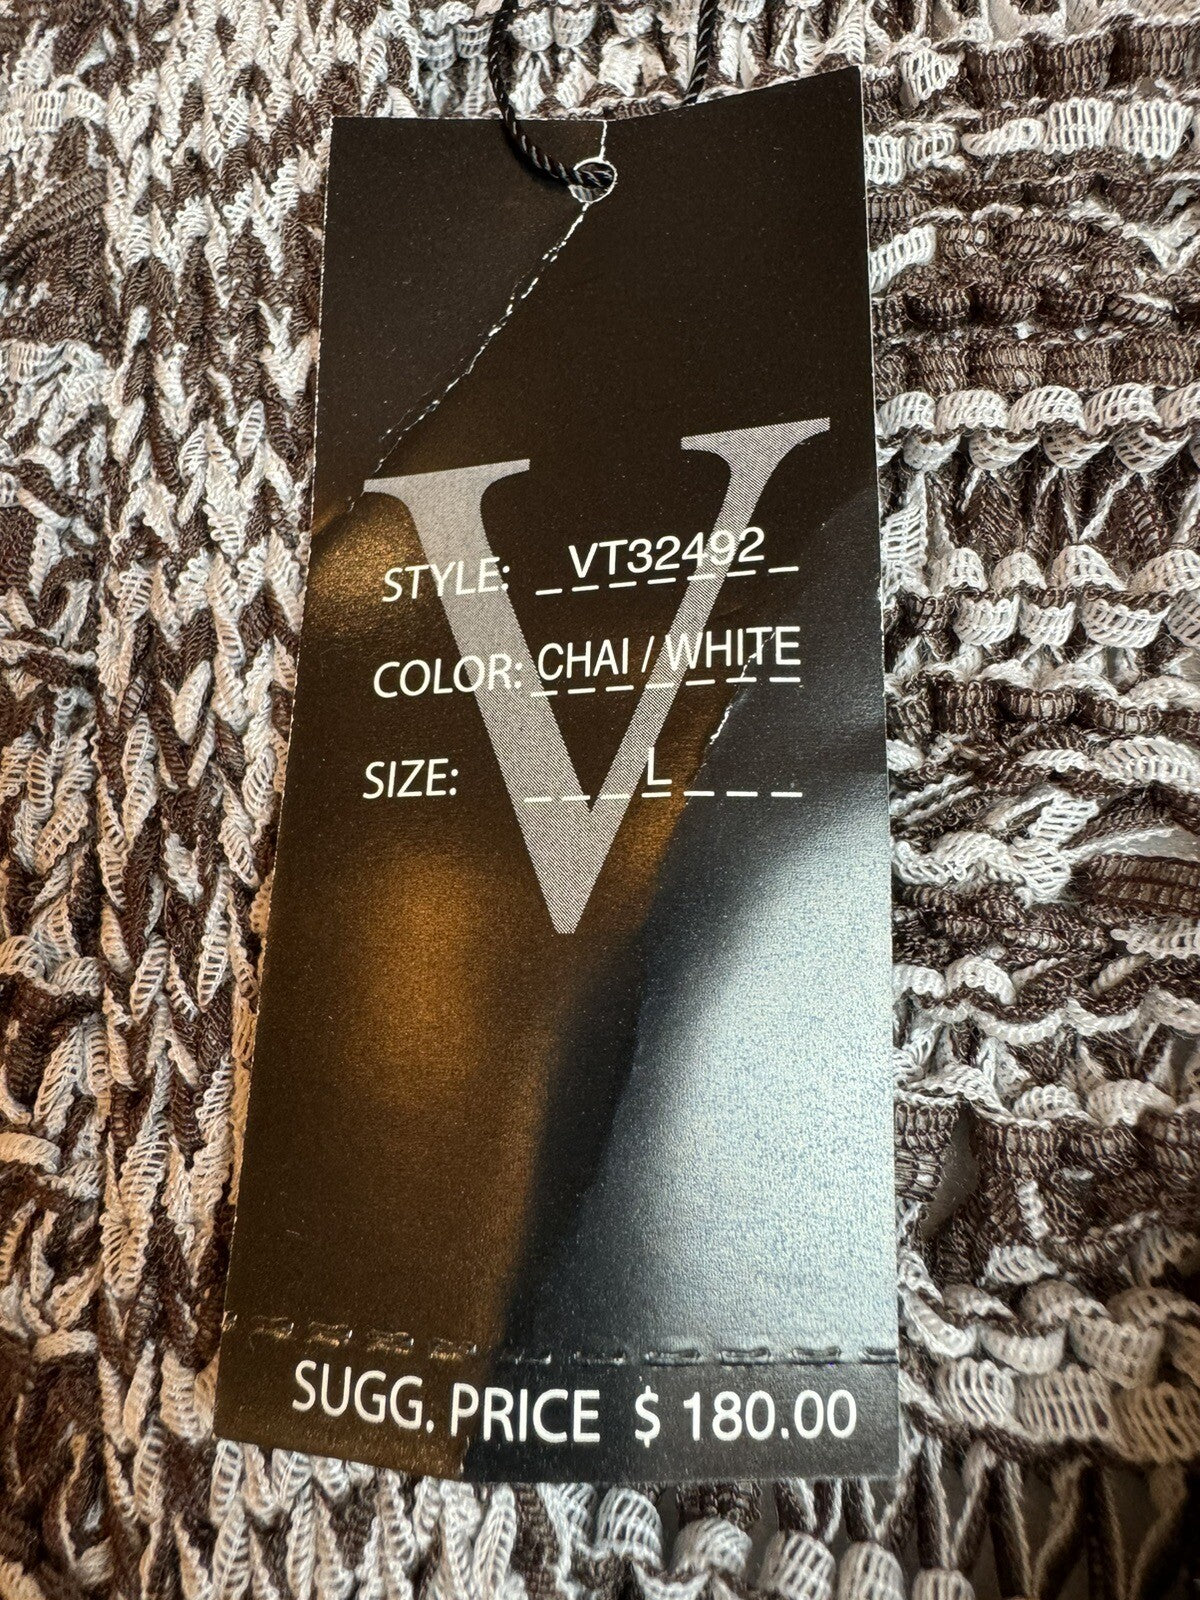 V
STYLE: VT32492
COLOR: CHAI / WHITE
SIZE: L
SUGG. PRICE $ 180.00